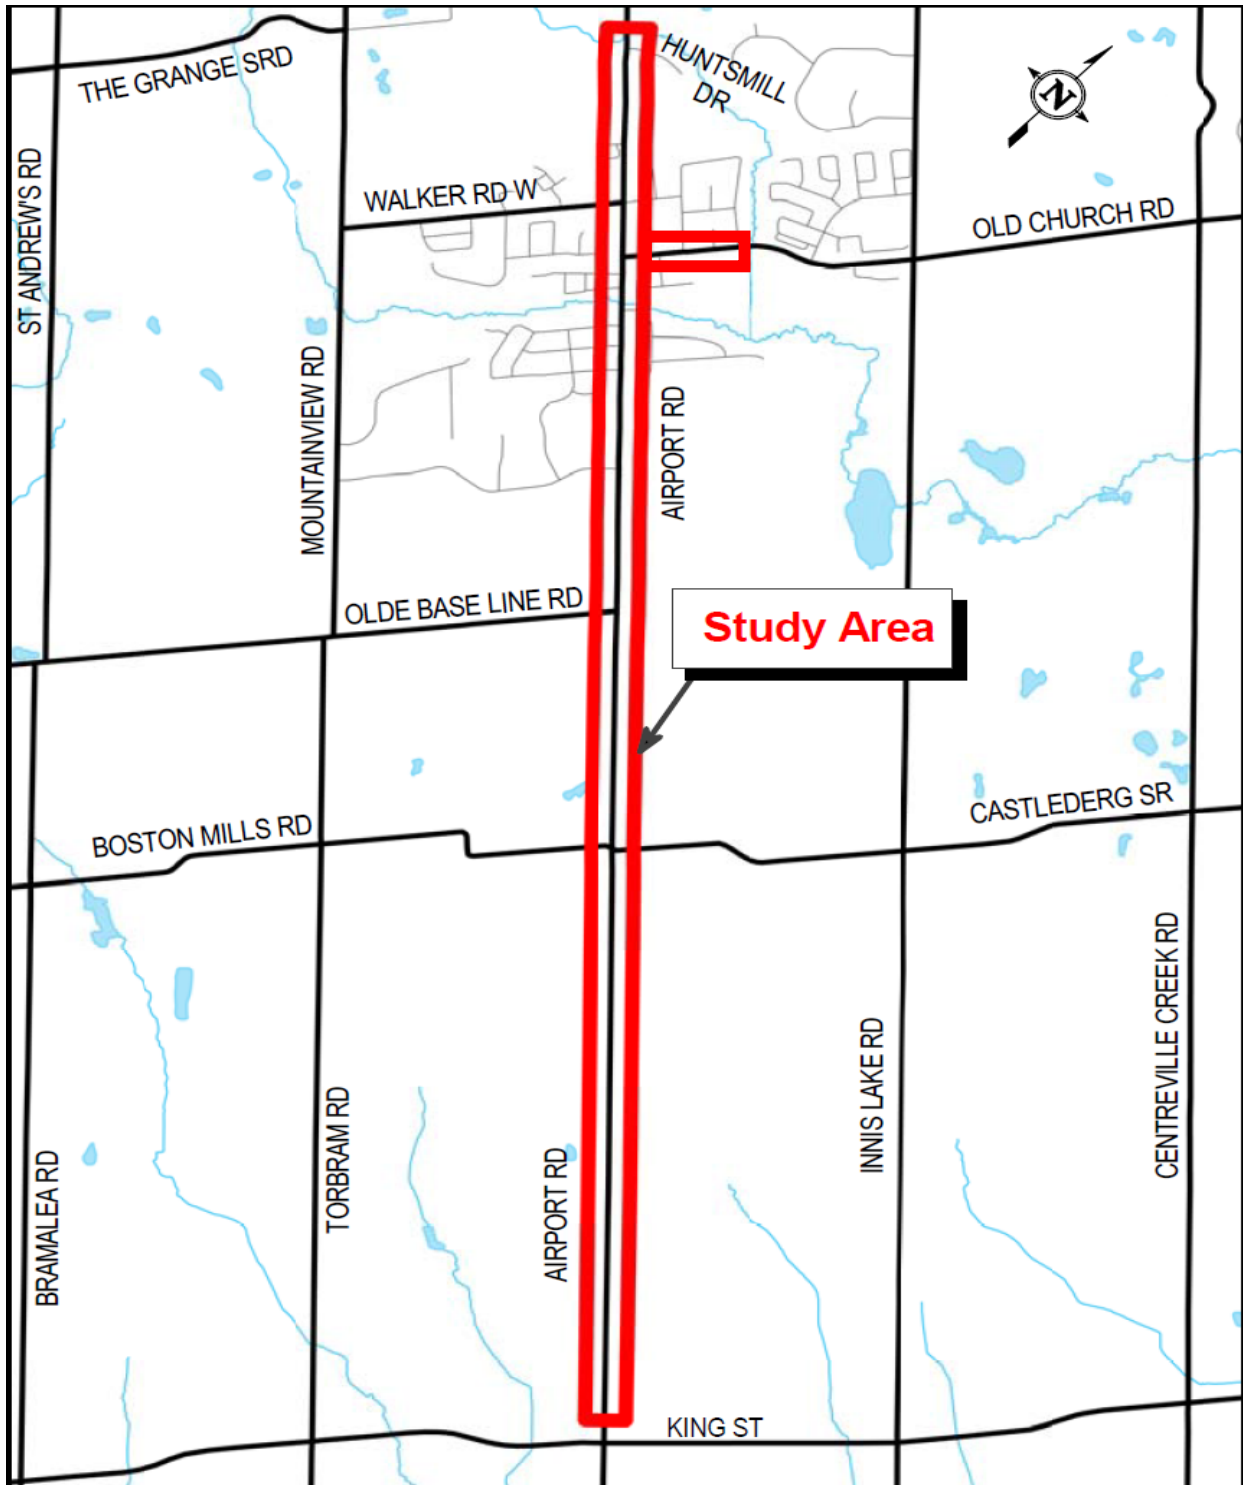 THE GRANGE SRD
HUNTSMILL
DR
N
ST ANDREW'S RD
WALKER RD W
OLD CHURCH RD
MOUNTAINVIEW RD
AIRPORT RD
OLDE BASE LINE RD
Study Area
BOSTON MILLS RD
CASTLEDERG SR
BRAMALEA RD
TORBRAM RD
AIRPORT RD
INNIS LAKE RD
CENTREVILLE CREEK RD
KING ST